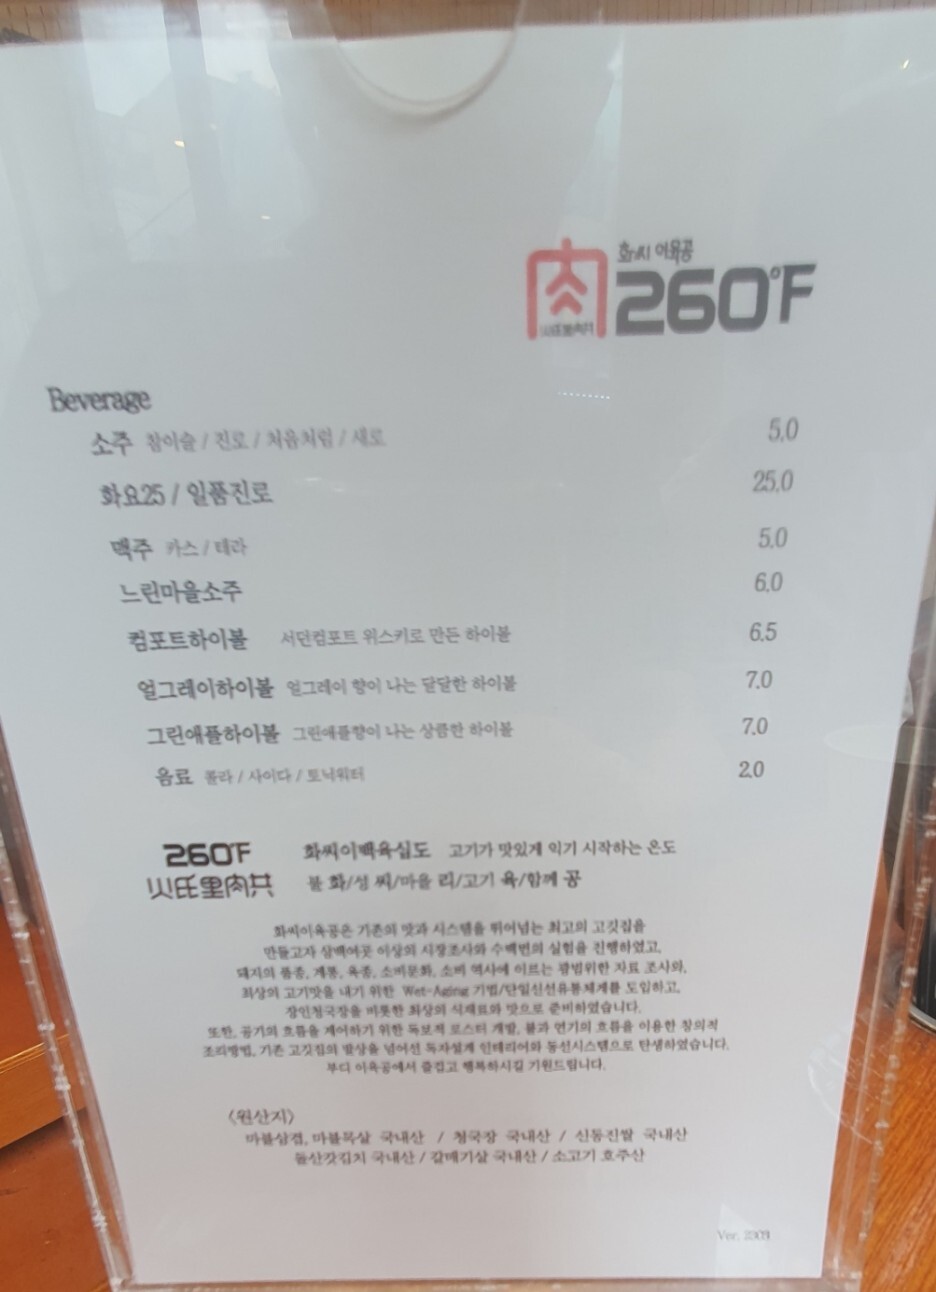 화씨 이육공
肉 260°F
火氏里肉共
Beverage
소주 참이슬 / 진로 / 처음처럼 / 새로 5.0
화요25 / 일품진로 25.0
맥주 카스 / 테라 5.0
느린마을소주 6.0
컴포트하이볼 서던컴포트 위스키로 만든 하이볼 6.5
얼그레이하이볼 얼그레이 향이 나는 달달한 하이볼 7.0
그린애플하이볼 그린애플향이 나는 상큼한 하이볼 7.0
음료 콜라 / 사이다 / 토닉워터 2.0
260°F 화씨이백육십도 고기가 맛있게 익기 시작하는 온도
火氏里肉共 불 화/성 씨/마을 리/고기 육/함께 공
화씨이육공은 기존의 맛과 시스템을 뛰어넘는 최고의 고깃집을
만들고자 삼백여곳 이상의 시장조사와 수백번의 실험을 진행하였고,
돼지의 품종, 계통, 육종, 소비문화, 소비 역사에 이르는 광범위한 자료 조사와,
최상의 고기맛을 내기 위한 Wet-Aging 기법/단일신선유통체계를 도입하고,
장인청국장을 비롯한 최상의 식재료와 맛으로 준비하였습니다.
또한, 공기의 흐름을 제어하기 위한 독보적 로스터 개발, 불과 연기의 흐름을 이용한 창의적
조리방법, 기존 고깃집의 발상을 넘어선 독자설계 인테리어와 동선시스템으로 탄생하였습니다.
부디 이육공에서 즐겁고 행복하시길 기원드립니다.
<원산지>
마블삼겹, 마블목살 국내산 / 청국장 국내산 / 신동진쌀 국내산
돌산갓김치 국내산 / 갈매기살 국내산 / 소고기 호주산
Ver. 2303